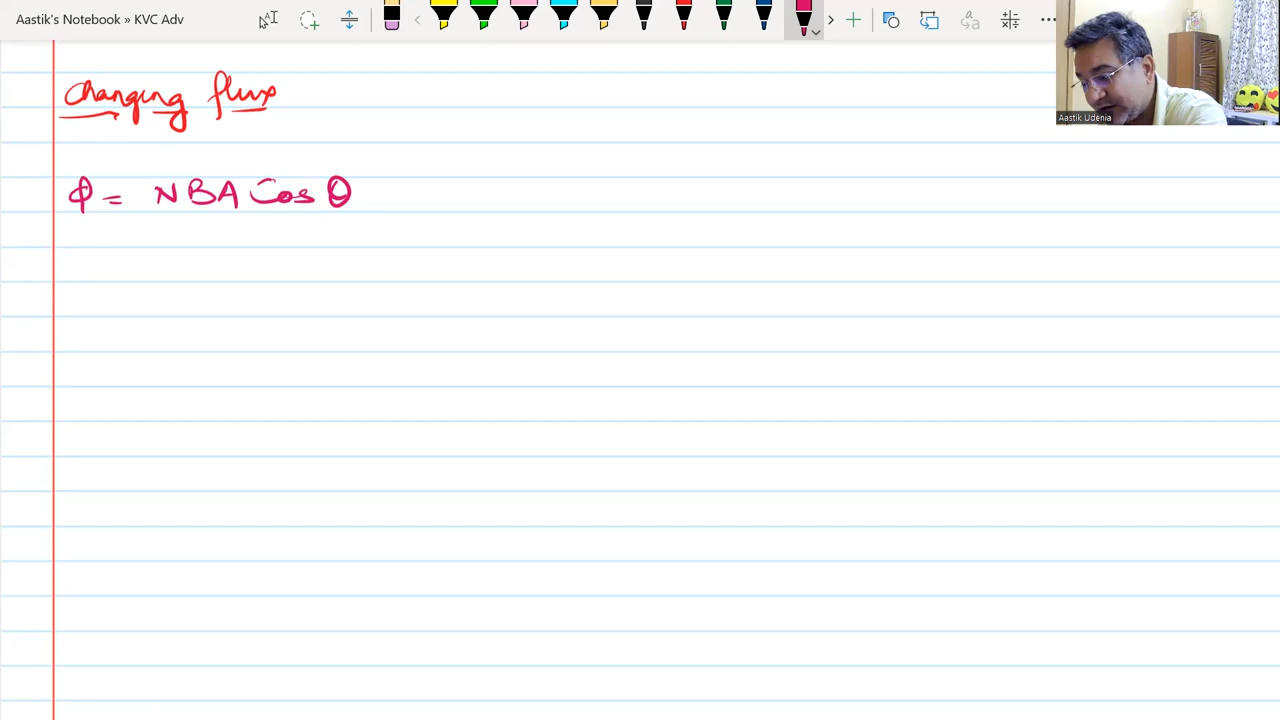 Aastik's Notebook » KVC Adv
Aastik Udenia
Changing flux
Φ = NBA Cos θ